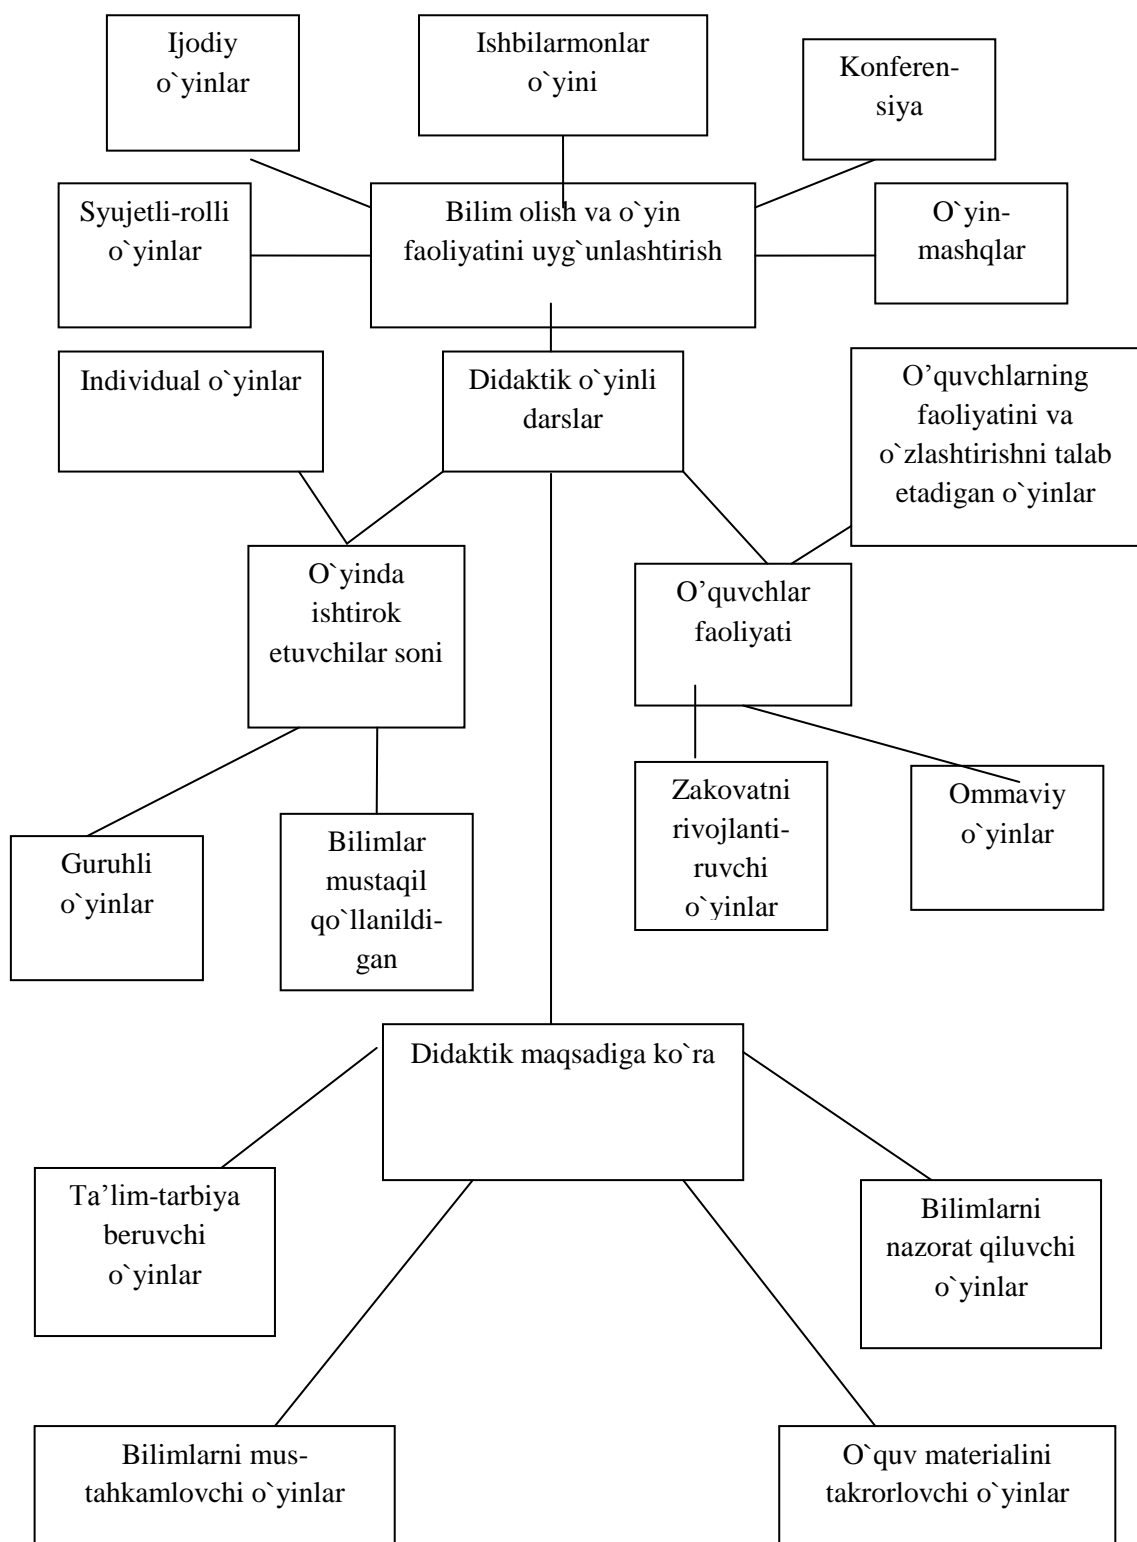 Ijodiy
o`yinlar
Ishbilarmonlar
o`yini
Konferen-
siya
Syujetli-rolli
o`yinlar
Bilim olish va o`yin
faoliyatini uyg`unlashtirish
O`yin-
mashqlar
Individual o`yinlar
Didaktik o`yinli
darslar
O’quvchlarning
faoliyatini va
o`zlashtirishni talab
etadigan o`yinlar
O`yinda
ishtirok
etuvchilar soni
O’quvchlar
faoliyati
Guruhli
o`yinlar
Bilimlar
mustaqil
qo`llanildi-
gan
Zakovatni
rivojlanti-
ruvchi
o`yinlar
Ommaviy
o`yinlar
Didaktik maqsadiga ko`ra
Ta’lim-tarbiya
beruvchi
o`yinlar
Bilimlarni
nazorat qiluvchi
o`yinlar
Bilimlarni mus-
tahkamlovchi o`yinlar
O`quv materialini
takrorlovchi o`yinlar